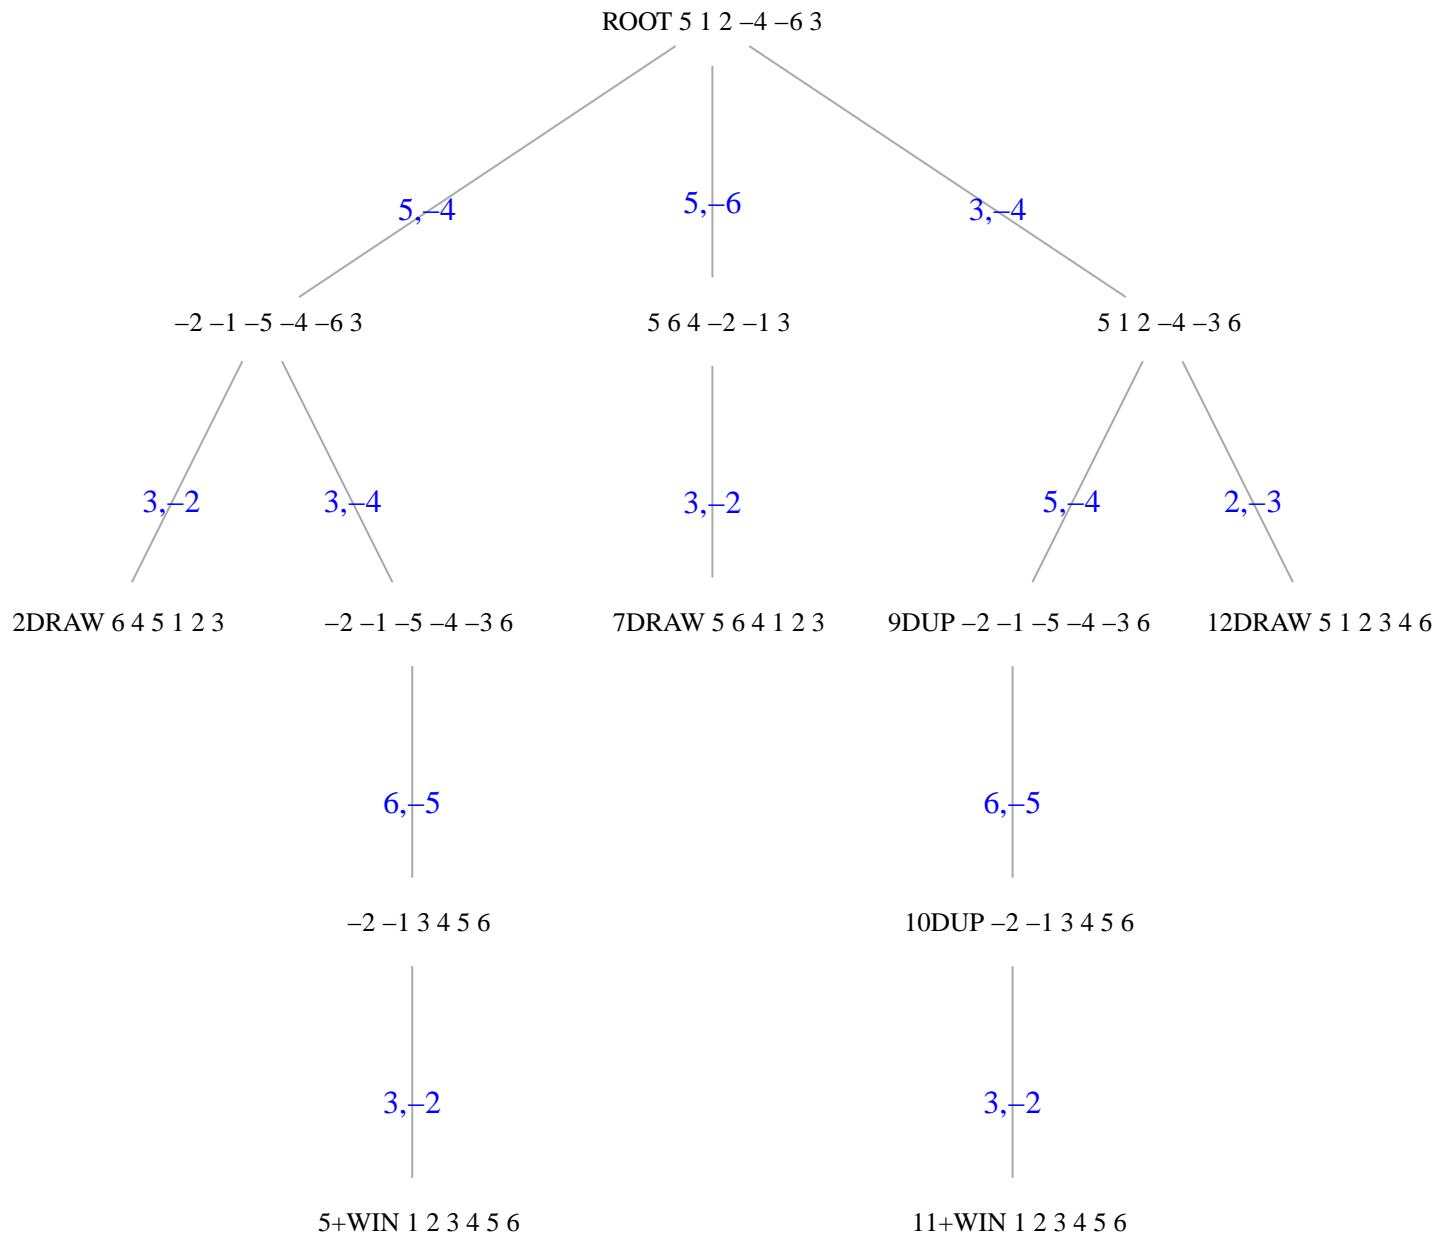 ROOT 5 1 2 –4 –6 3
5,–4
5,–6
3,–4
–2 –1 –5 –4 –6 3
5 6 4 –2 –1 3
5 1 2 –4 –3 6
3,–2
3,–4
3,–2
5,–4
2,–3
2DRAW 6 4 5 1 2 3
–2 –1 –5 –4 –3 6
7DRAW 5 6 4 1 2 3
9DUP –2 –1 –5 –4 –3 6
12DRAW 5 1 2 3 4 6
6,–5
6,–5
–2 –1 3 4 5 6
10DUP –2 –1 3 4 5 6
3,–2
3,–2
5+WIN 1 2 3 4 5 6
11+WIN 1 2 3 4 5 6